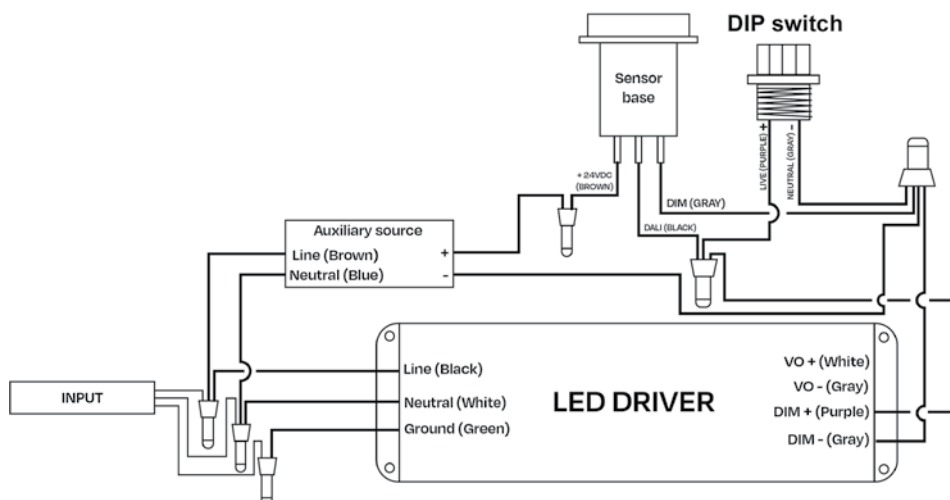 DIP switch
Sensor
base
+ 24VDC
(BROWN)
LIVE (PURPLE) +
NEUTRAL (GRAY) -
DIM (GRAY)
DALI (BLACK)
Auxiliary source
Line (Brown) +
Neutral (Blue) -
INPUT
Line (Black)
Neutral (White)
Ground (Green)
LED DRIVER
VO + (White)
VO - (Gray)
DIM + (Purple)
DIM - (Gray)